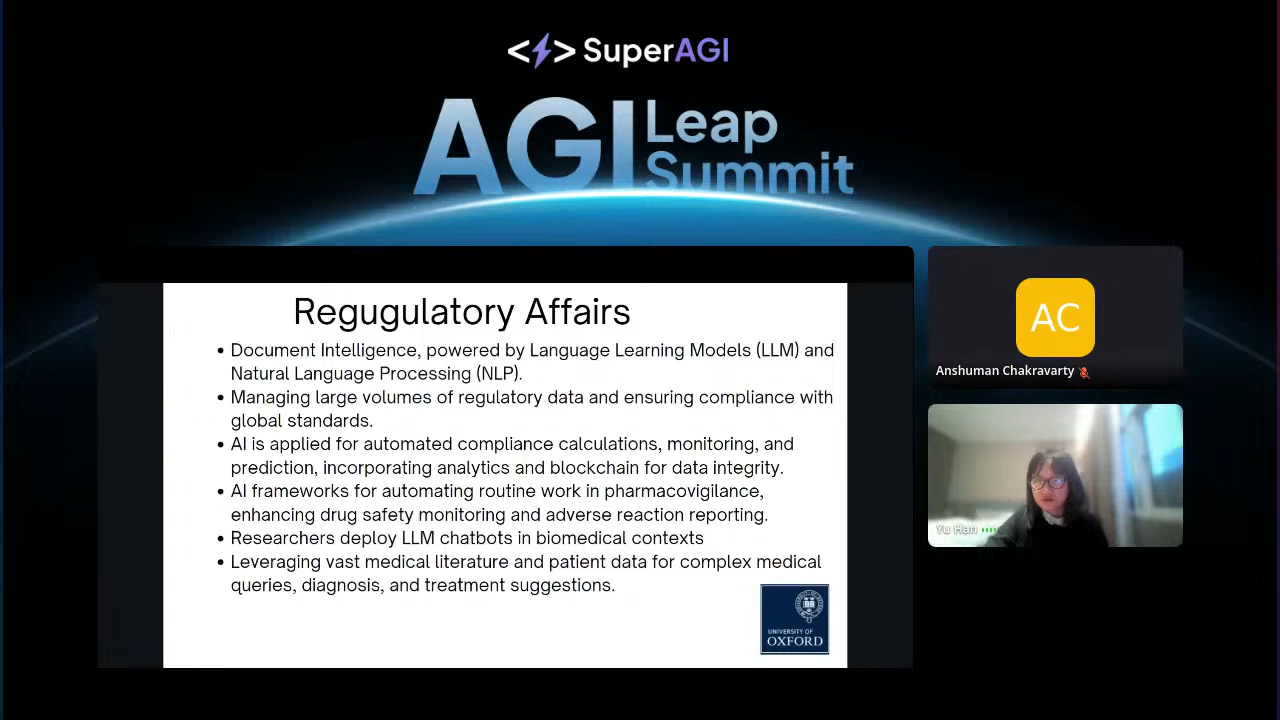 <⚡> SuperAGI
AGI Leap
Summit
Regugulatory Affairs
• Document Intelligence, powered by Language Learning Models (LLM) and
Natural Language Processing (NLP).
• Managing large volumes of regulatory data and ensuring compliance with
global standards.
• AI is applied for automated compliance calculations, monitoring, and
prediction, incorporating analytics and blockchain for data integrity.
• AI frameworks for automating routine work in pharmacovigilance,
enhancing drug safety monitoring and adverse reaction reporting.
• Researchers deploy LLM chatbots in biomedical contexts
• Leveraging vast medical literature and patient data for complex medical
queries, diagnosis, and treatment suggestions.
UNIVERSITY OF
OXFORD
AC
Anshuman Chakravarty
Yu Han